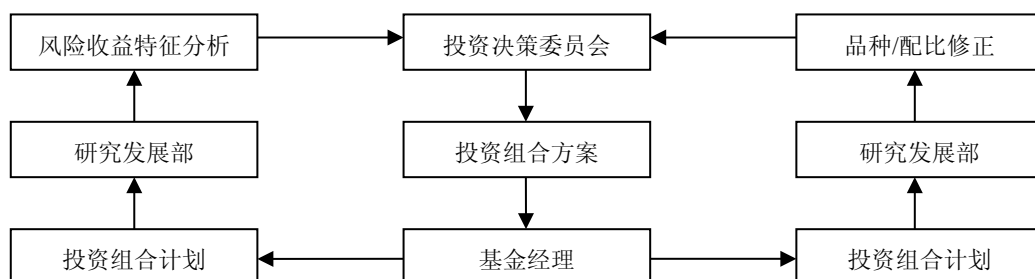 风险收益特征分析
投资决策委员会
品种/配比修正
研究发展部
投资组合方案
研究发展部
投资组合计划
基金经理
投资组合计划